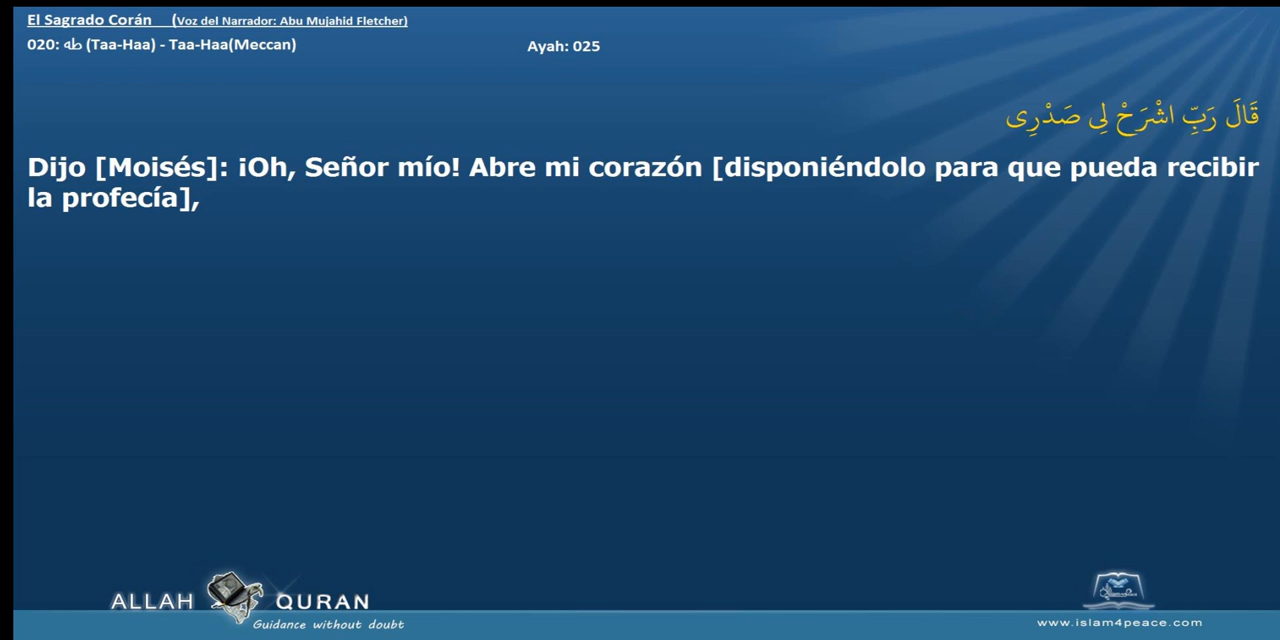 El Sagrado Corán (Voz del Narrador: Abu Mujahid Fletcher)
020: طه (Taa-Haa) - Taa-Haa(Meccan)
Ayah: 025
قَالَ رَبِّ اشْرَحْ لِى صَدْرِى
Dijo [Moisés]: ¡Oh, Señor mío! Abre mi corazón [disponiéndolo para que pueda recibir
la profecía],
ALLAH QURAN
Guidance without doubt
www.islam4peace.com